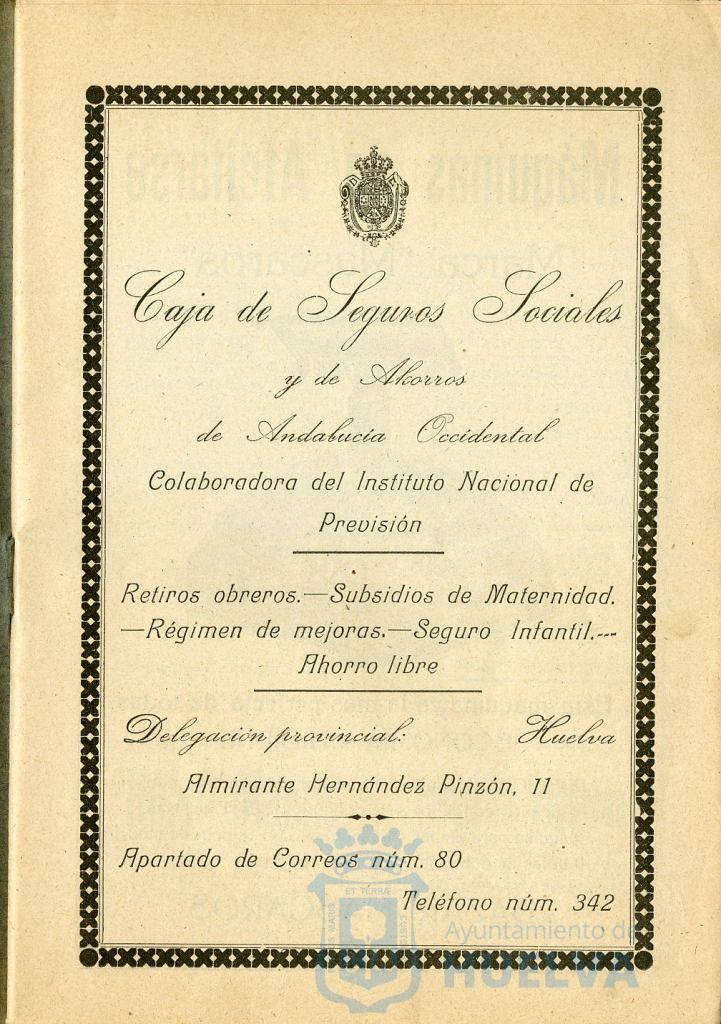 Caja de Seguros Sociales
y de Ahorros
de Andalucía Occidental
Colaboradora del Instituto Nacional de
Previsión
Retiros obreros.—Subsidios de Maternidad.
—Régimen de mejoras.—Seguro Infantil.---
Ahorro libre
Delegación provincial: Huelva
Almirante Hernández Pinzón, 11
Apartado de Correos núm. 80
Teléfono núm. 342
ET TERRÆ
Ayuntamiento de
HUELVA